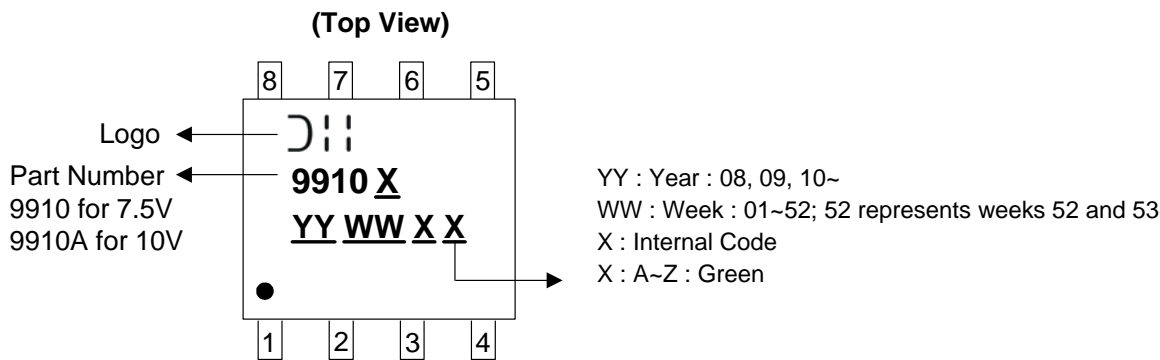 (Top View)
8 7 6 5
Logo
Part Number
9910 for 7.5V
9910A for 10V
9910 X
YY WW X X
YY : Year : 08, 09, 10~
WW : Week : 01~52; 52 represents weeks 52 and 53
X : Internal Code
X : A~Z : Green
1 2 3 4